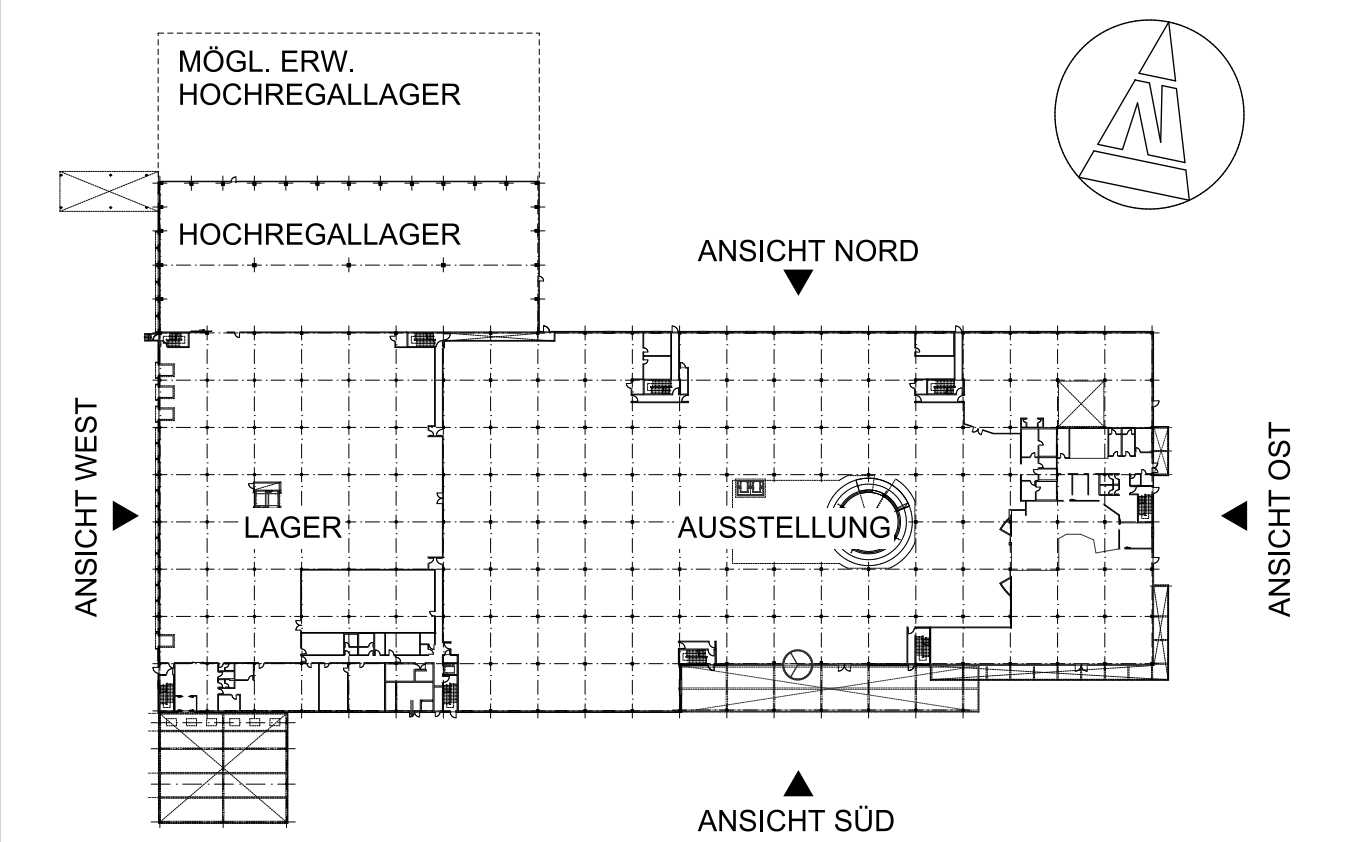 MÖGL. ERW.
HOCHREGALLAGER
N
HOCHREGALLAGER
ANSICHT NORD
ANSICHT WEST
LAGER
AUSSTELLUNG
ANSICHT OST
ANSICHT SÜD